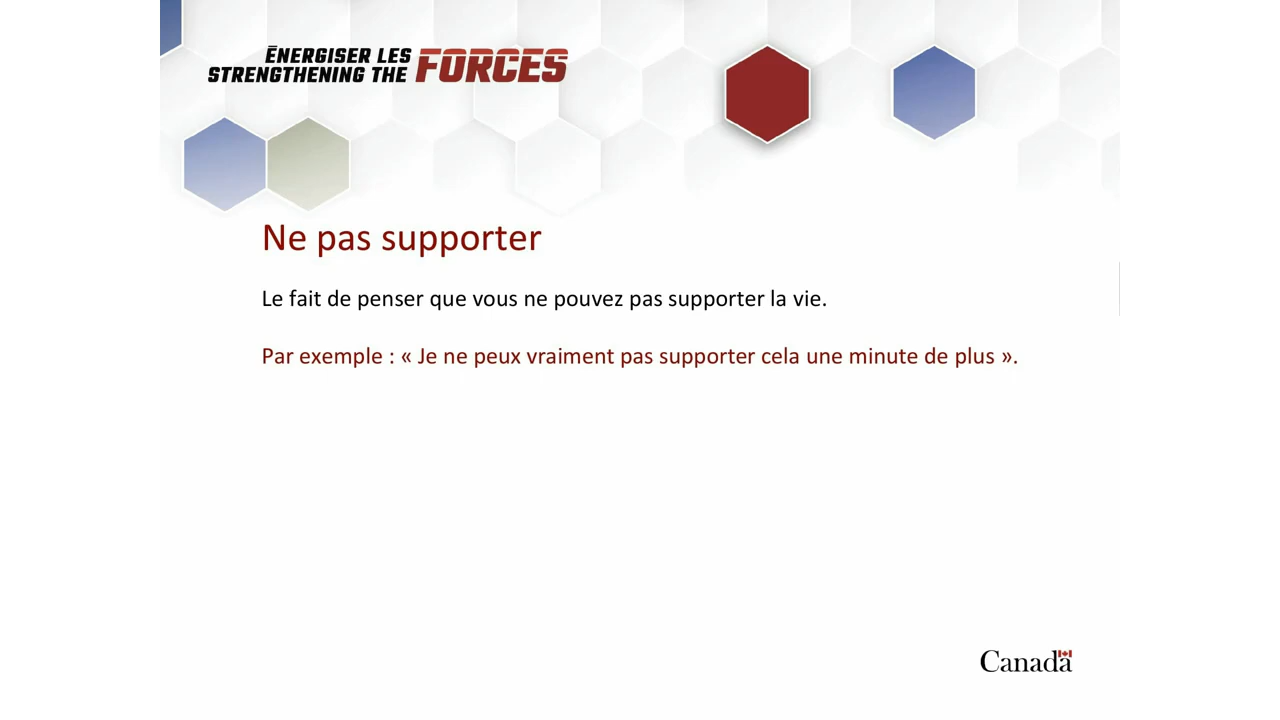 ÉNERGISER LES
STRENGTHENING THE FORCES
Ne pas supporter
Le fait de penser que vous ne pouvez pas supporter la vie.
Par exemple : « Je ne peux vraiment pas supporter cela une minute de plus ».
Canada